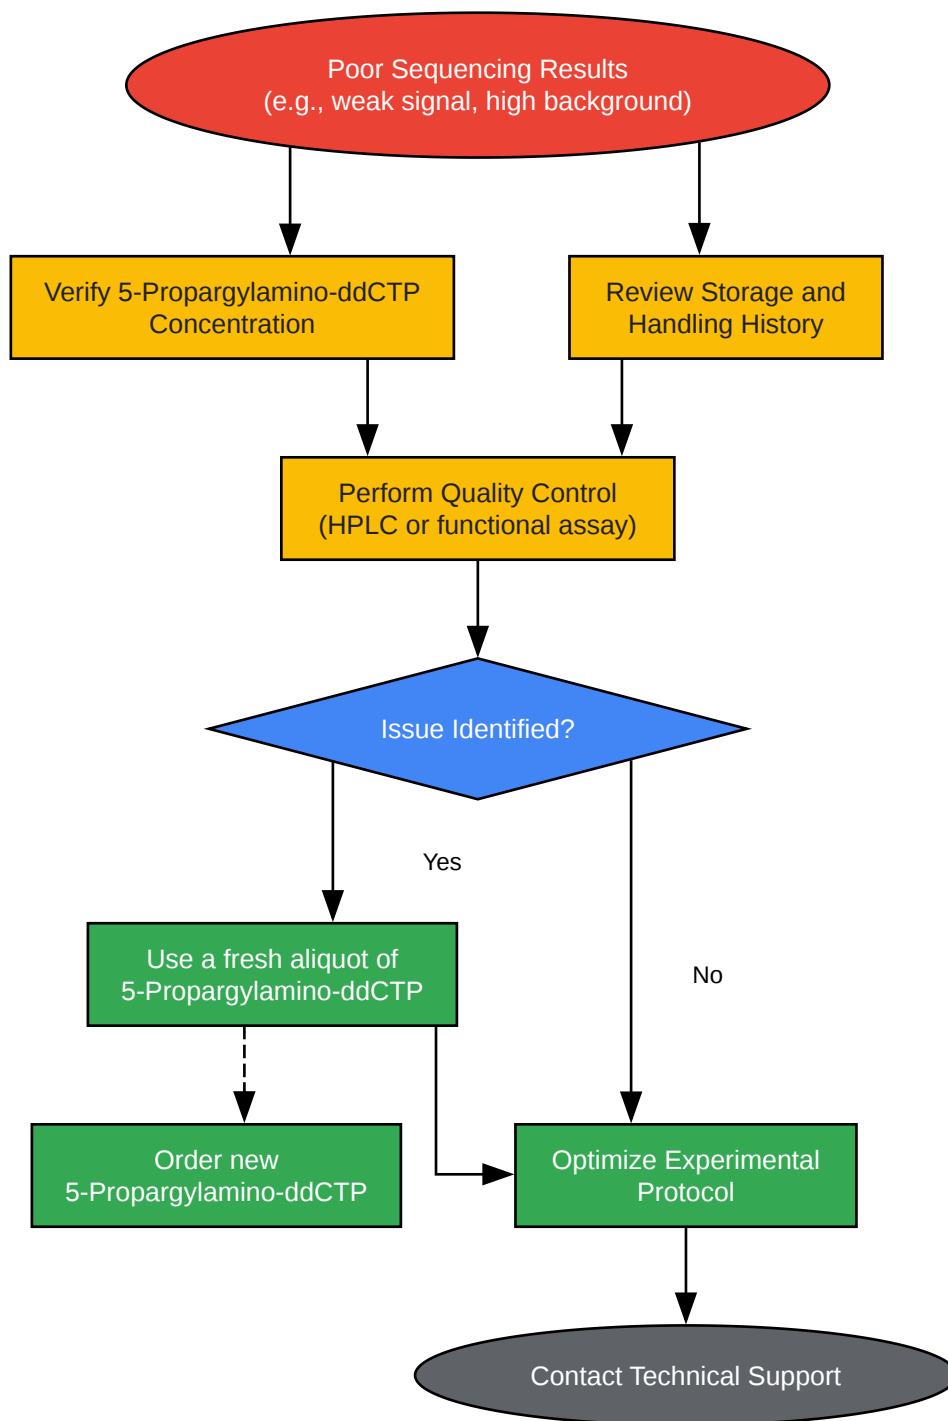 Poor Sequencing Results
(e.g., weak signal, high background)
Verify 5-Propargylamino-ddCTP
Concentration
Review Storage and
Handling History
Perform Quality Control
(HPLC or functional assay)
Issue Identified?
Yes
Use a fresh aliquot of
5-Propargylamino-ddCTP
No
Order new
5-Propargylamino-ddCTP
Optimize Experimental
Protocol
Contact Technical Support